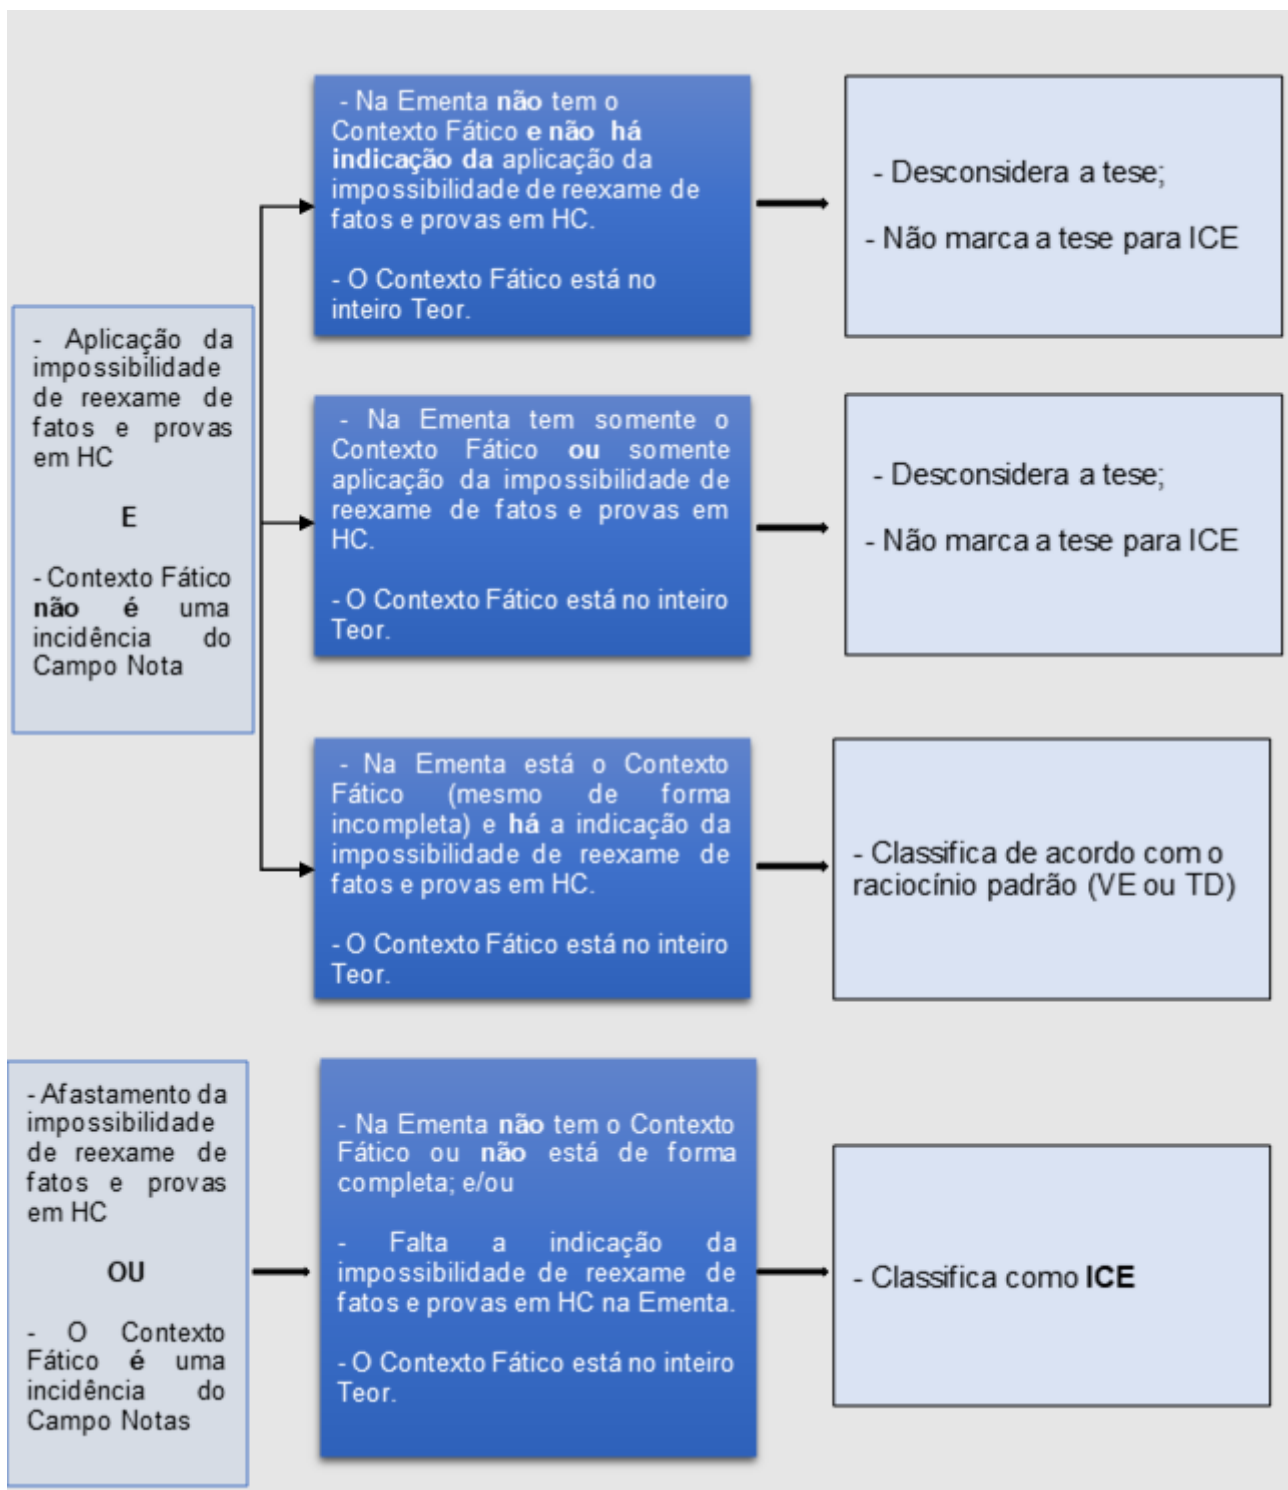 - Aplicação da
impossibilidade
de reexame de
fatos e provas
em HC
E
- Contexto Fático
não é uma
incidência do
Campo Nota
- Na Ementa não tem o
Contexto Fático e não há
indicação da aplicação da
impossibilidade de reexame de
fatos e provas em HC.
- O Contexto Fático está no
inteiro Teor.
- Desconsidera a tese;
- Não marca a tese para ICE
- Na Ementa tem somente o
Contexto Fático ou somente
aplicação da impossibilidade de
reexame de fatos e provas em
HC.
- O Contexto Fático está no inteiro
Teor.
- Desconsidera a tese;
- Não marca a tese para ICE
- Na Ementa está o Contexto
Fático (mesmo de forma
incompleta) e há a indicação da
impossibilidade de reexame de
fatos e provas em HC.
- O Contexto Fático está no inteiro
Teor.
- Classifica de acordo com o
raciocínio padrão (VE ou TD)
- Afastamento da
impossibilidade
de reexame de
fatos e provas
em HC
OU
- O Contexto
Fático é uma
incidência do
Campo Notas
- Na Ementa não tem o Contexto
Fático ou não está de forma
completa; e/ou
- Falta a indicação da
impossibilidade de reexame de
fatos e provas em HC na Ementa.
- O Contexto Fático está no inteiro
Teor.
- Classifica como ICE